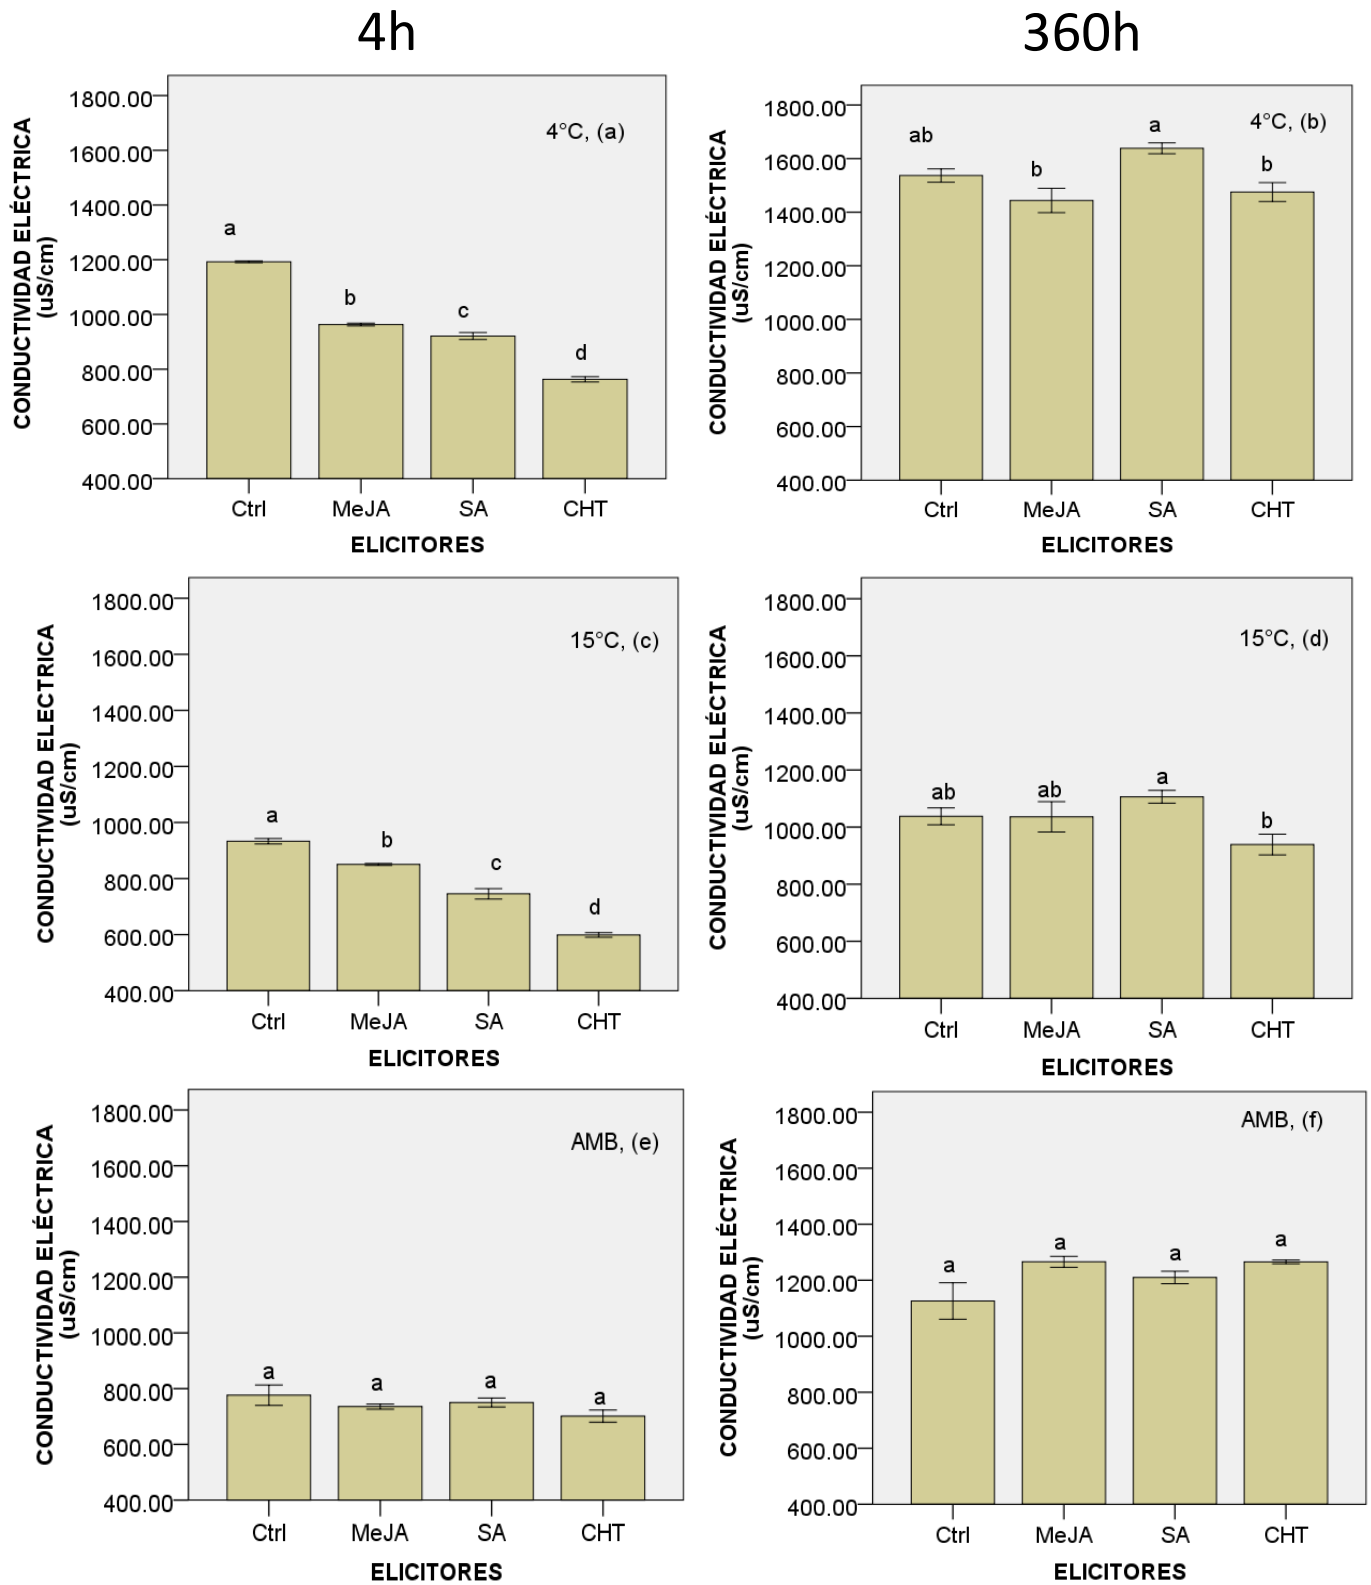 4h
360h
CONDUCTIVIDAD ELÉCTRICA
(uS/cm)
1800.00
1600.00
1400.00
1200.00
1000.00
800.00
600.00
400.00
4°C, (a)
a
b
c
d
Ctrl MeJA SA CHT
ELICITORES
CONDUCTIVIDAD ELÉCTRICA
(uS/cm)
1800.00
1600.00
1400.00
1200.00
1000.00
800.00
600.00
400.00
4°C, (b)
ab
b
a
b
Ctrl MeJA SA CHT
ELICITORES
CONDUCTIVIDAD ELECTRICA
(uS/cm)
1800.00
1600.00
1400.00
1200.00
1000.00
800.00
600.00
400.00
15°C, (c)
a
b
c
d
Ctrl MeJA SA CHT
ELICITORES
CONDUCTIVIDAD ELÉCTRICA
(uS/cm)
1800.00
1600.00
1400.00
1200.00
1000.00
800.00
600.00
400.00
15°C, (d)
ab
ab
a
b
Ctrl MeJA SA CHT
ELICITORES
CONDUCTIVIDAD ELÉCTRICA
(uS/cm)
1800.00
1600.00
1400.00
1200.00
1000.00
800.00
600.00
400.00
AMB, (e)
a
a
a
a
Ctrl MeJA SA CHT
ELICITORES
CONDUCTIVIDAD ELÉCTRICA
(uS/cm)
1800.00
1600.00
1400.00
1200.00
1000.00
800.00
600.00
400.00
AMB, (f)
a
a
a
a
Ctrl MeJA SA CHT
ELICITORES